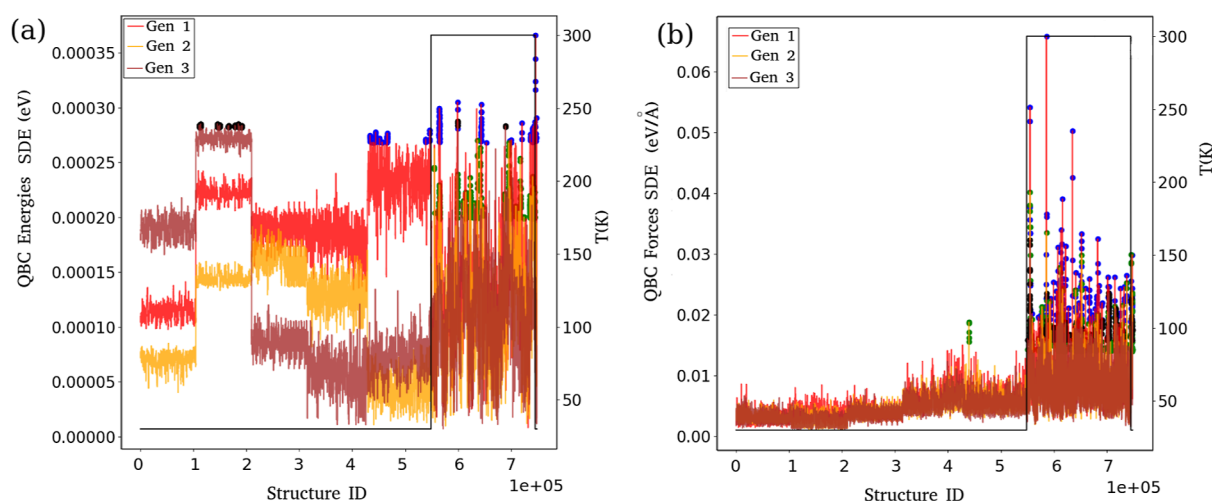 (a)
Gen 1
Gen 2
Gen 3
QBC Energies SDE (eV)
0.00035
0.00030
0.00025
0.00020
0.00015
0.00010
0.00005
0.00000
300
250
200
150
100
50
T(K)
0 1 2 3 4 5 6 7
1e+05
Structure ID
(b)
Gen 1
Gen 2
Gen 3
QBC Forces SDE (eV/Å)
0.06
0.05
0.04
0.03
0.02
0.01
0.00
300
250
200
150
100
50
T(K)
0 1 2 3 4 5 6 7
1e+05
Structure ID